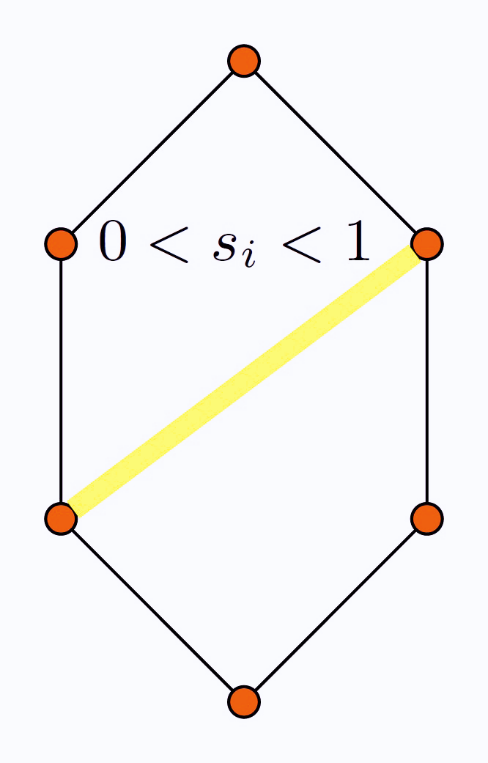 0 < s_i < 1